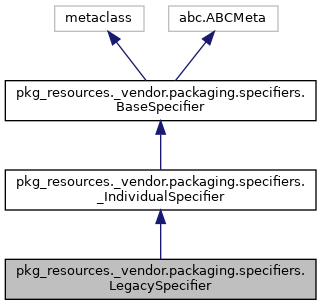 metaclass
abc.ABCMeta
pkg_resources._vendor.packaging.specifiers.
BaseSpecifier
pkg_resources._vendor.packaging.specifiers.
_IndividualSpecifier
pkg_resources._vendor.packaging.specifiers.
LegacySpecifier